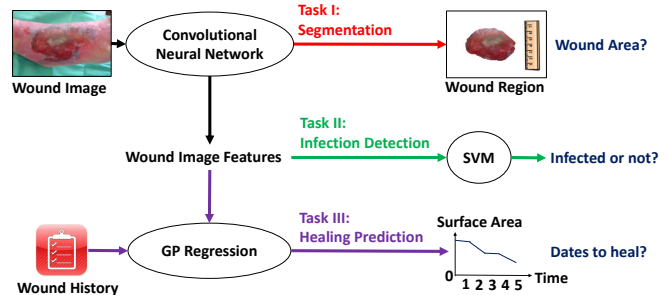 Convolutional
Neural Network
Task I:
Segmentation
Wound Area?
Wound Image
Wound Region
Task II:
Infection Detection
Wound Image Features
SVM
Infected or not?
Task III:
Healing Prediction
GP Regression
Surface Area
Dates to heal?
0
1 2 3 4 5
Time
Wound History